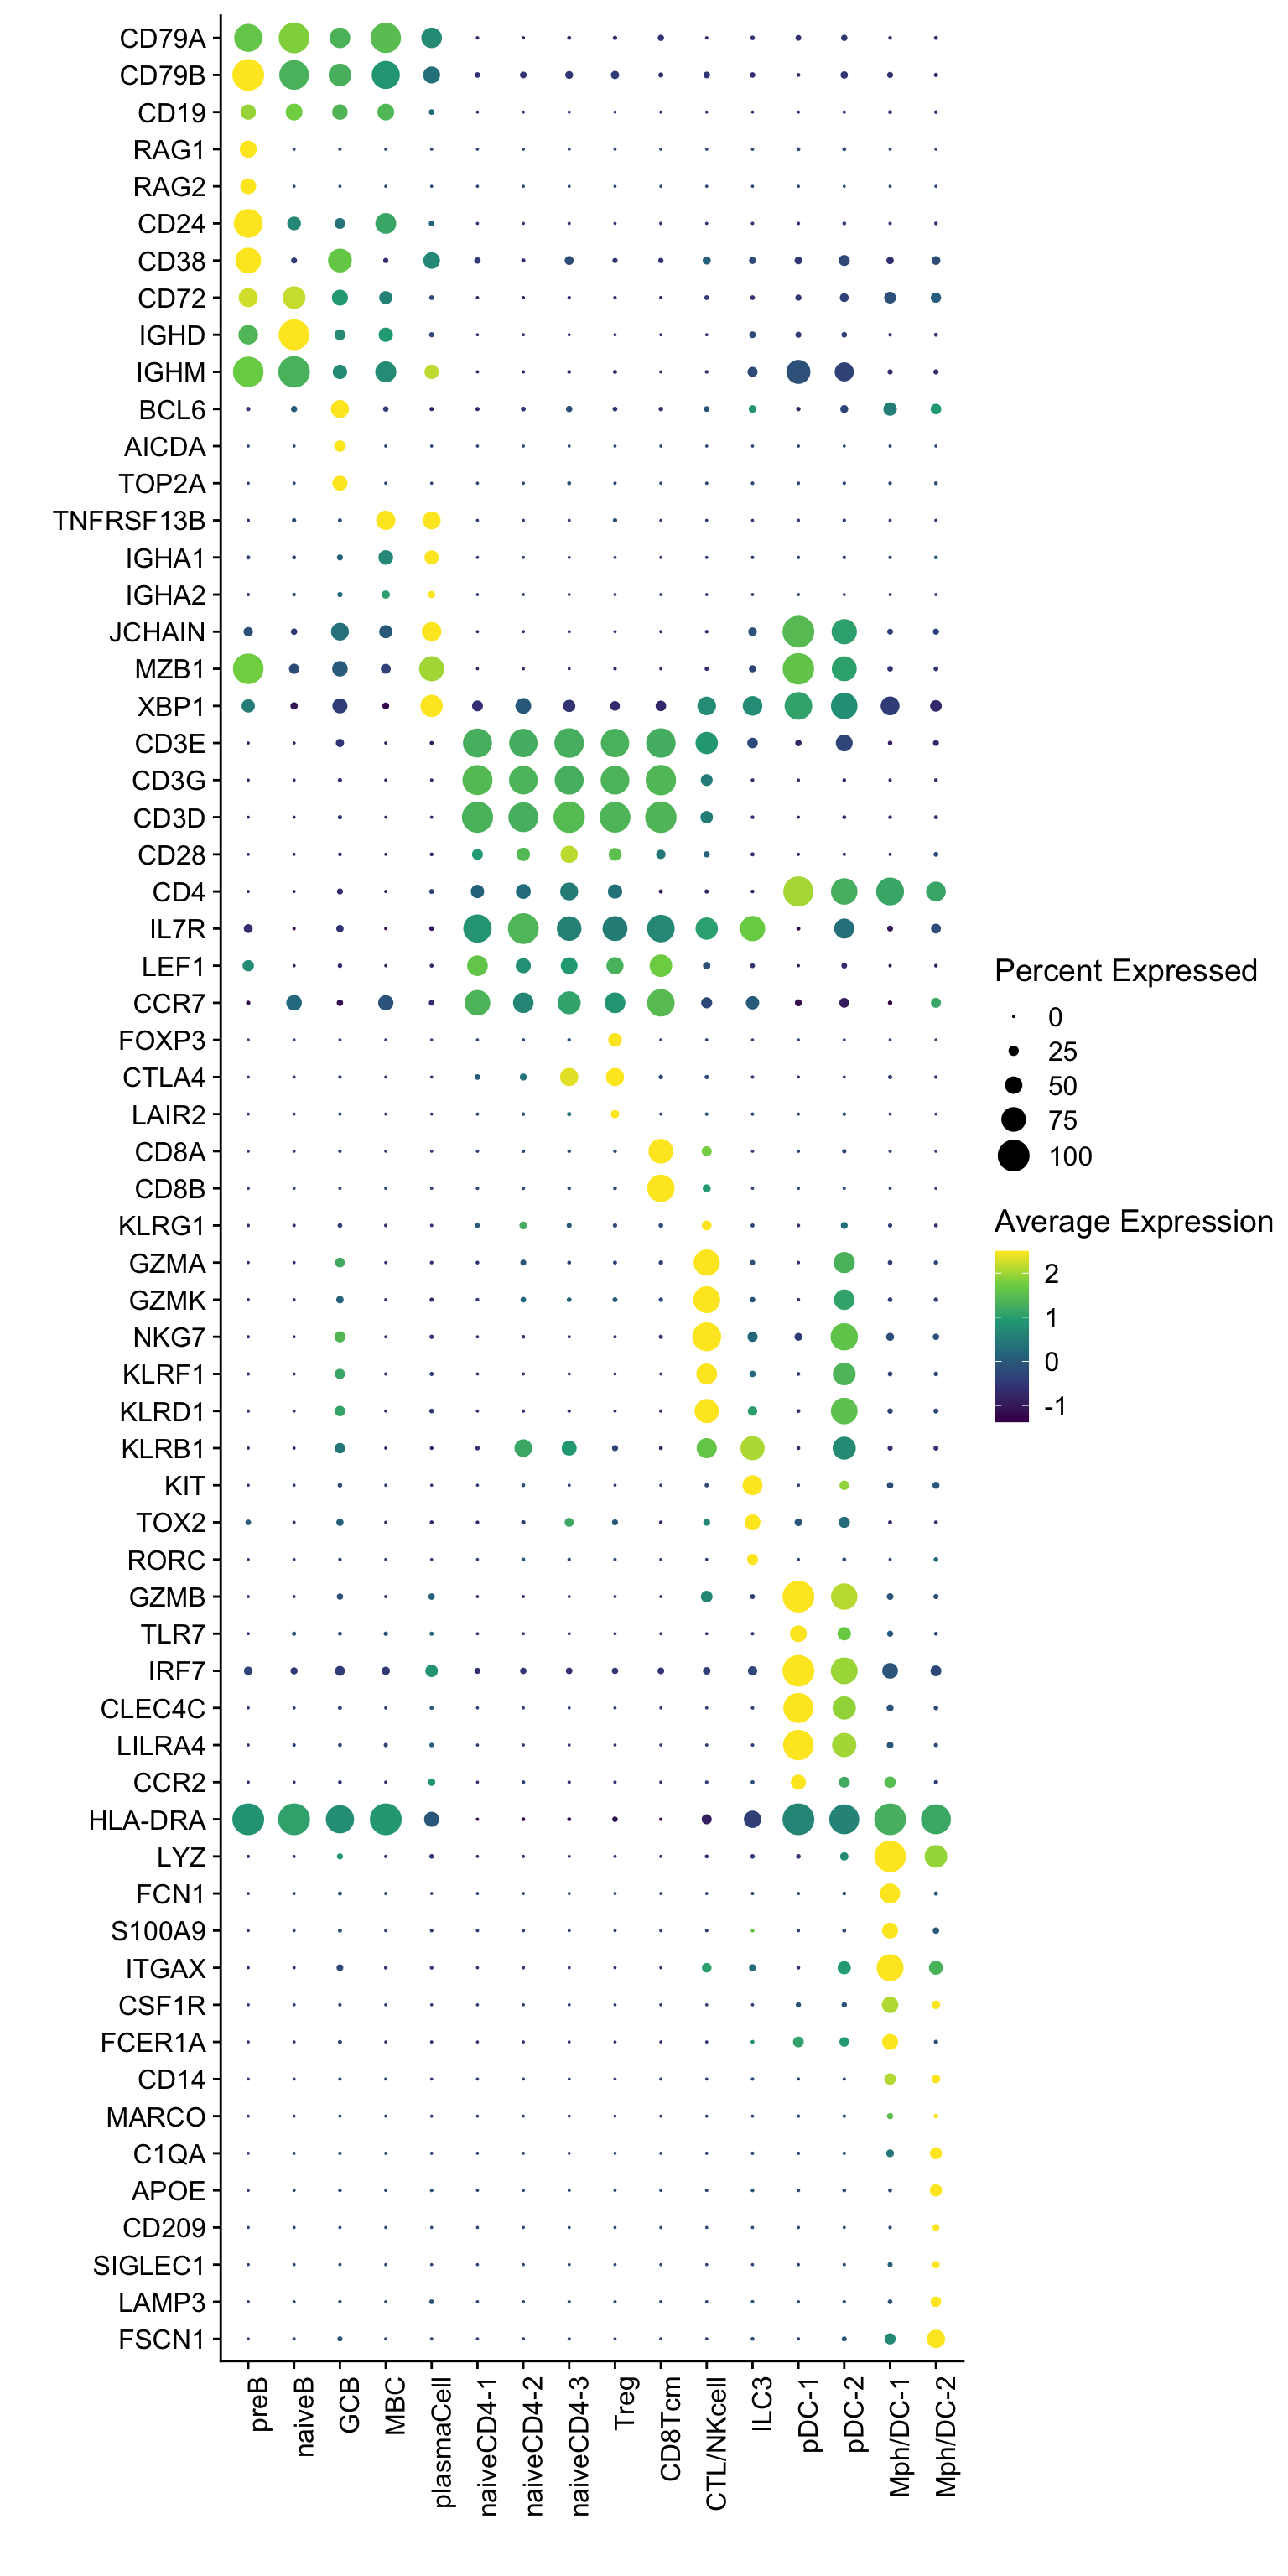 CD79A
CD79B
CD19
RAG1
RAG2
CD24
CD38
CD72
IGHD
IGHM
BCL6
AICDA
TOP2A
TNFRSF13B
IGHA1
IGHA2
JCHAIN
MZB1
XBP1
CD3E
CD3G
CD3D
CD28
CD4
IL7R
LEF1
CCR7
FOXP3
CTLA4
LAIR2
CD8A
CD8B
KLRG1
GZMA
GZMK
NKG7
KLRF1
KLRD1
KLRB1
KIT
TOX2
RORC
GZMB
TLR7
IRF7
CLEC4C
LILRA4
CCR2
HLA-DRA
LYZ
FCN1
S100A9
ITGAX
CSF1R
FCER1A
CD14
MARCO
C1QA
APOE
CD209
SIGLEC1
LAMP3
FSCN1
preB
naiveB
GCB
MBC
plasmaCell
naiveCD4-1
naiveCD4-2
naiveCD4-3
Treg
CD8Tcm
CTL/NKcell
ILC3
pDC-1
pDC-2
Mph/DC-1
Mph/DC-2
Percent Expressed
0
25
50
75
100
Average Expression
2
1
0
-1